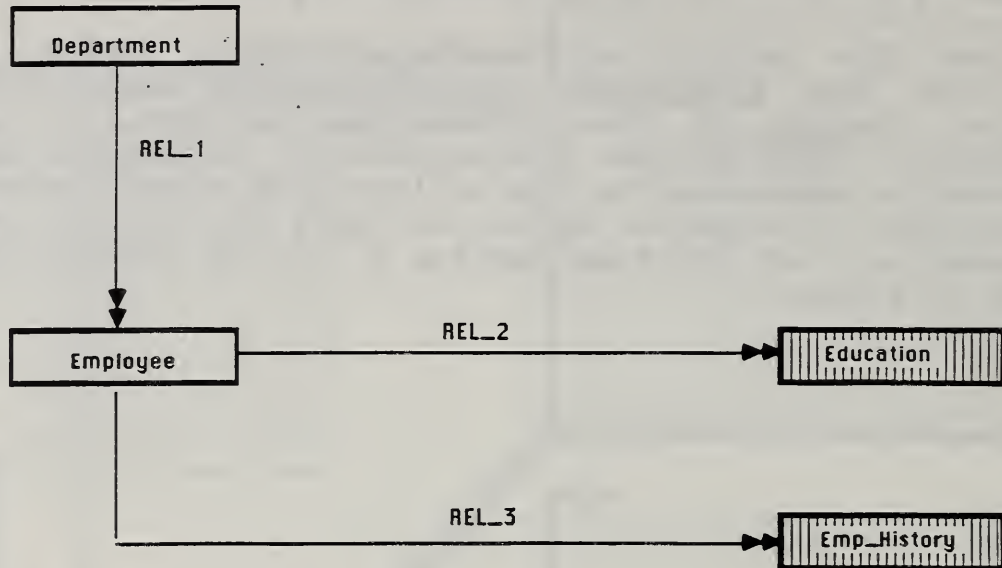 Department
REL_1
Employee
REL_2
Education
REL_3
Emp_History